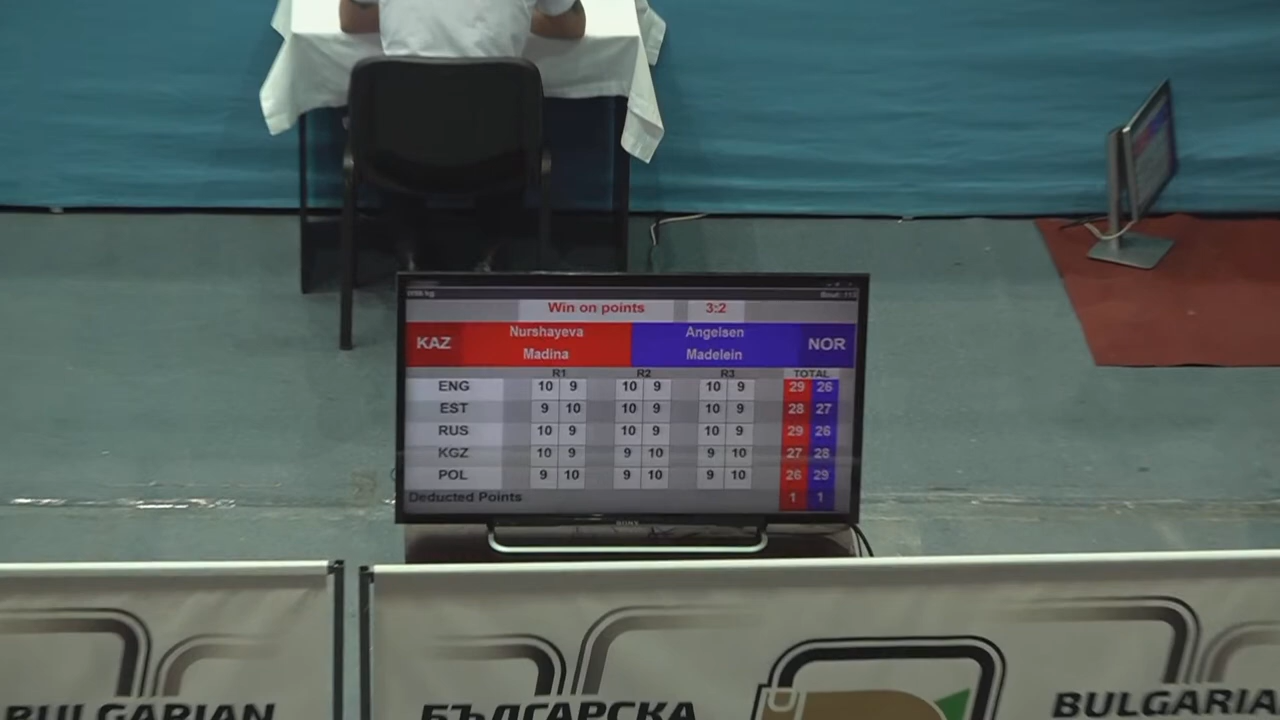 Win on points 3:2
KAZ Nurshayeva Madina Angelsen Madelein NOR
R1 R2 R3 TOTAL
ENG 10 9 10 9 10 9 29 26
EST 9 10 10 9 10 9 28 27
RUS 10 9 10 9 10 9 29 26
KGZ 10 9 9 10 9 10 27 28
POL 9 10 9 10 9 10 26 29
Deducted Points 1 1
SONY
BULGARIAN БЪЛГАРСКА BULGARIA